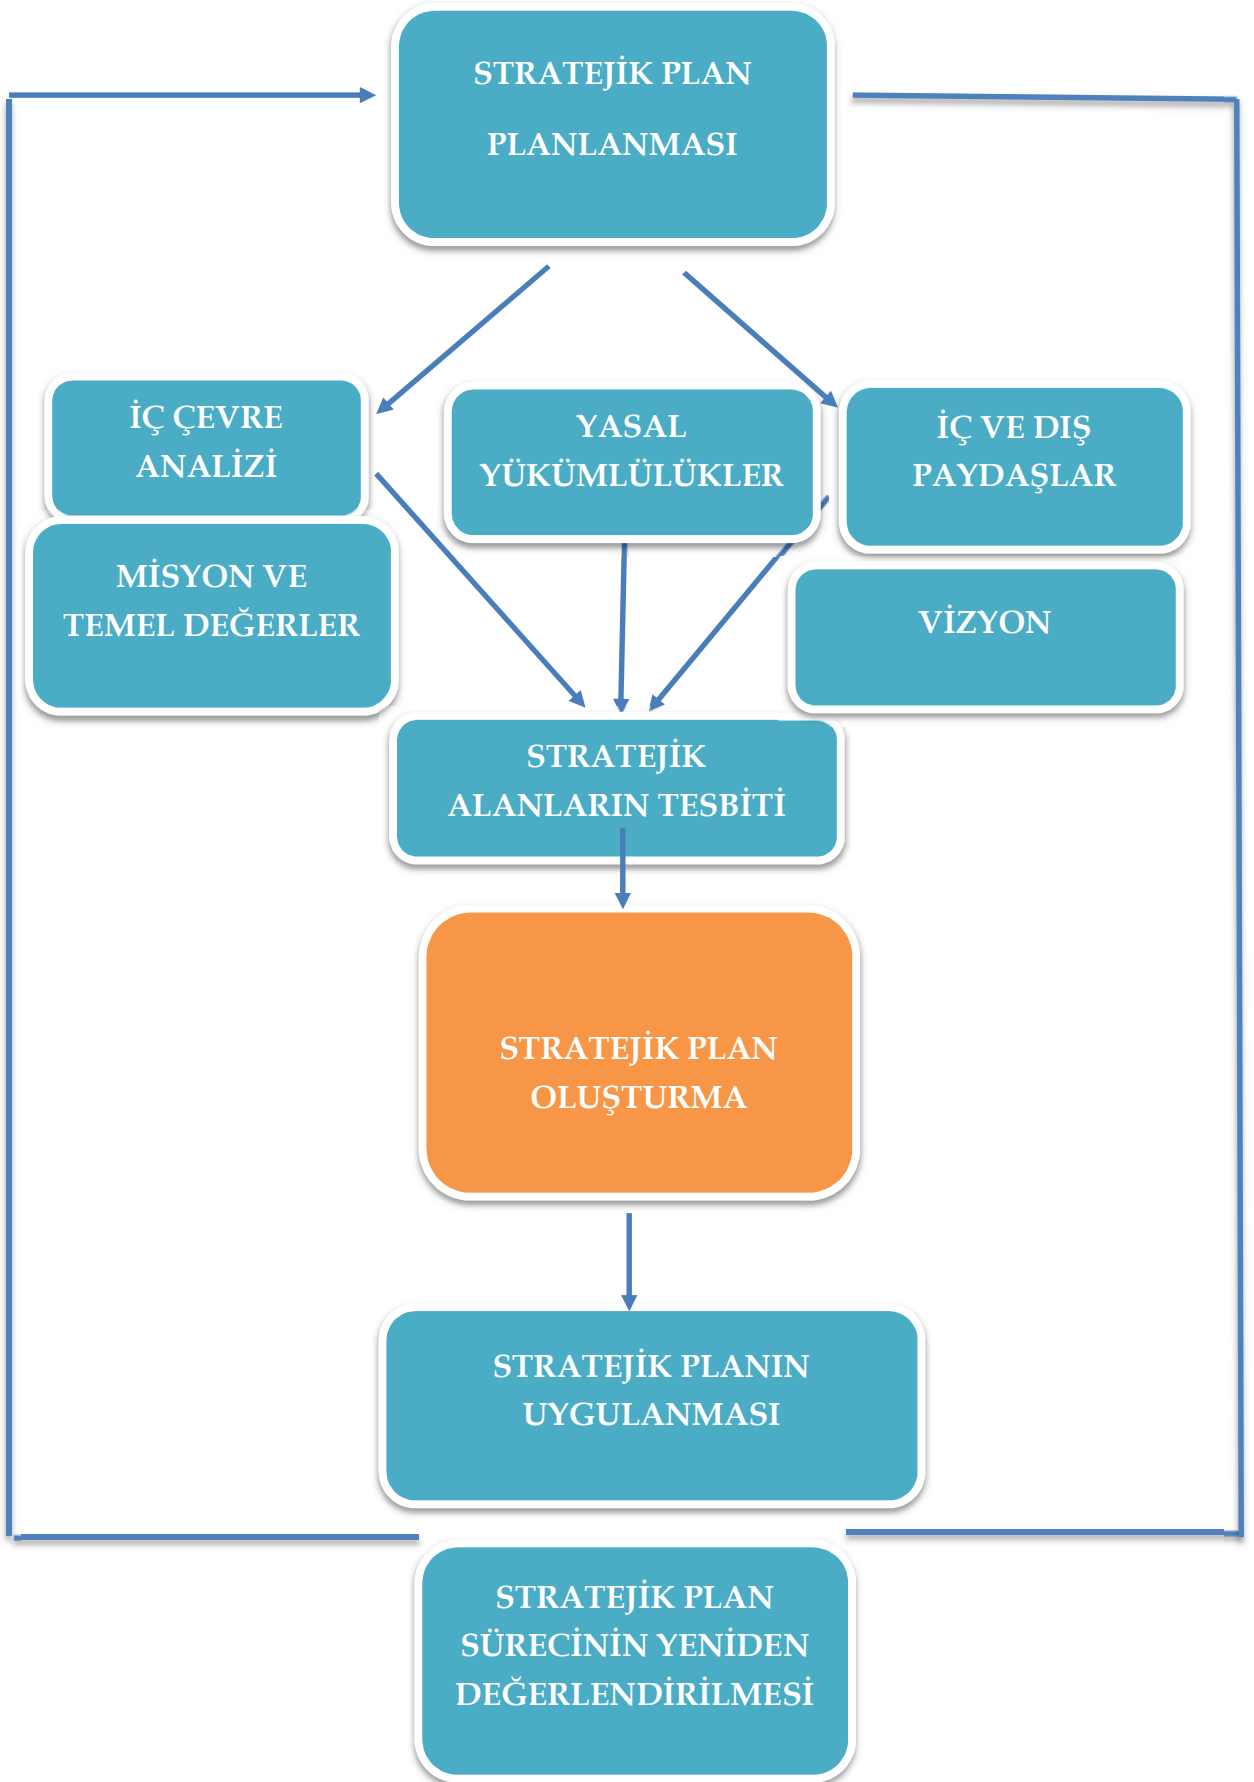 STRATEJİK PLAN
PLANLANMASI
İÇ ÇEVRE
ANALİZİ
YASAL
YÜKÜMLÜLÜKLER
İÇ VE DIŞ
PAYDAŞLAR
MİSYON VE
TEMEL DEĞERLER
VİZYON
STRATEJİK
ALANLARIN TESBİTİ
STRATEJİK PLAN
OLUŞTURMA
STRATEJİK PLANIN
UYGULANMASI
STRATEJİK PLAN
SÜRECİNİN YENİDEN
DEĞERLENDİRİLMESİ